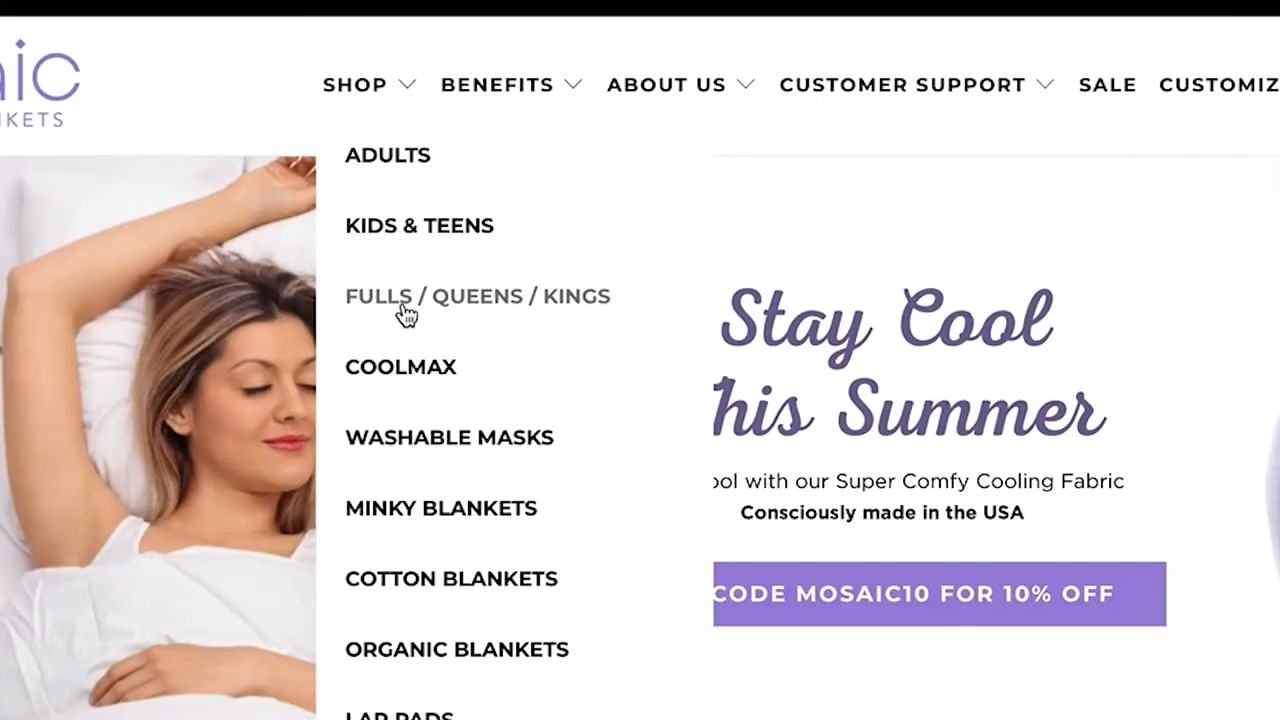 aic
KETS
SHOP BENEFITS ABOUT US CUSTOMER SUPPORT SALE CUSTOMIZ
ADULTS
KIDS & TEENS
FULLS / QUEENS / KINGS
COOLMAX
WASHABLE MASKS
MINKY BLANKETS
COTTON BLANKETS
ORGANIC BLANKETS
LAP PADS
Stay Cool
his Summer
ool with our Super Comfy Cooling Fabric
Consciously made in the USA
CODE MOSAIC10 FOR 10% OFF